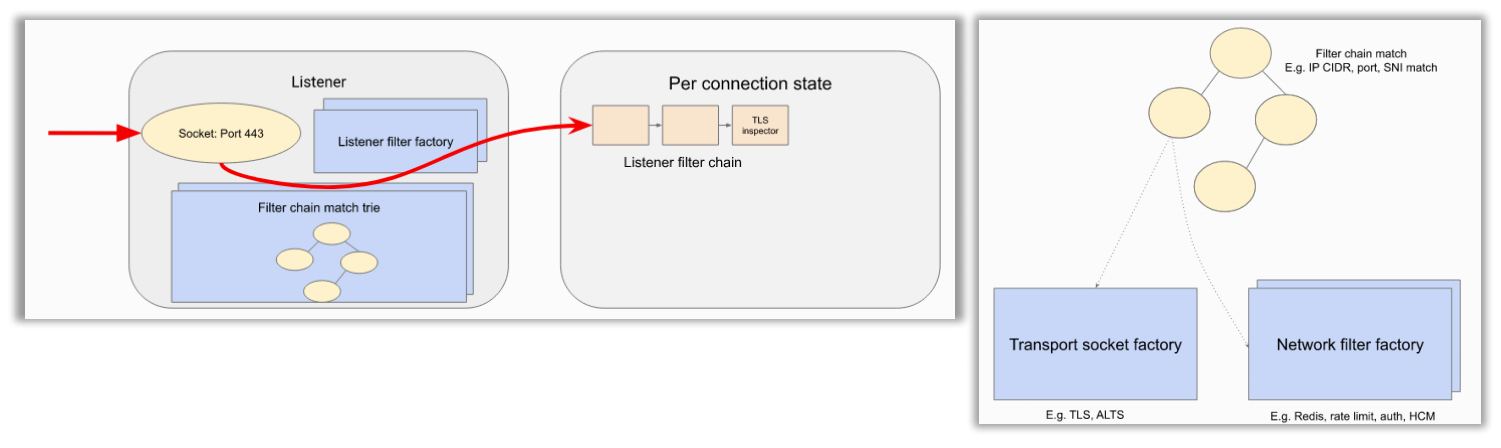 Listener
Socket: Port 443
Listener filter factory
Filter chain match trie
Per connection state
TLS
inspector
Listener filter chain
Filter chain match
E.g. IP CIDR, port, SNI match
Transport socket factory
E.g. TLS, ALTS
Network filter factory
E.g. Redis, rate limit, auth, HCM